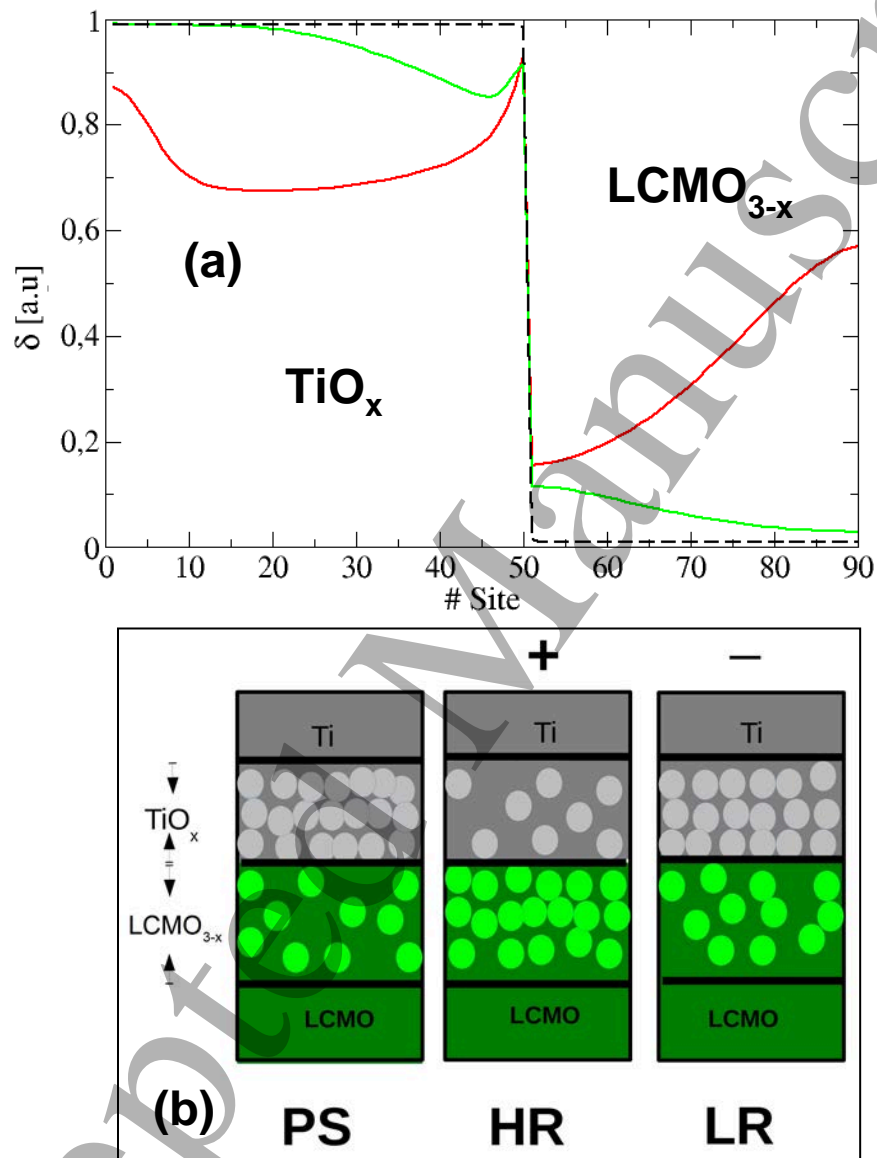 1
0,8
0,6
0,4
0,2
0
δ [a.u]
(a)
TiOₓ
LCMO₃₋ₓ
0 10 20 30 40 50 60 70 80 90
# Site
+ −
Ti Ti Ti
TiOₓ
=
LCMO₃₋ₓ
LCMO LCMO LCMO
(b) PS HR LR